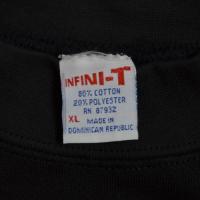 INFINI-T
80% COTTON
20% POLYESTER
RN 87932
XL MADE IN
DOMINICAN REPUBLIC